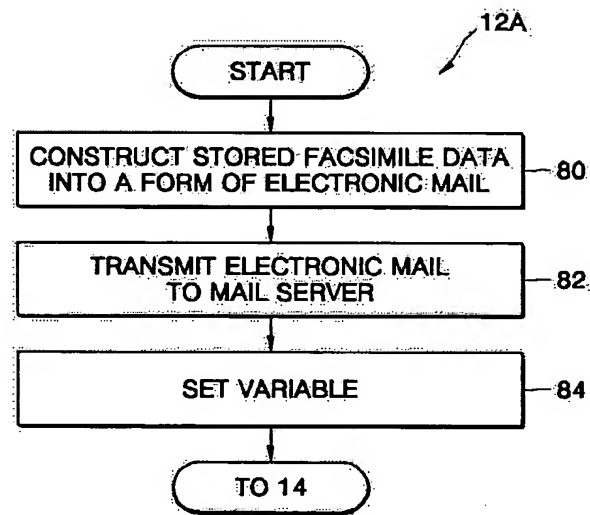 12A
START
CONSTRUCT STORED FACSIMILE DATA
INTO A FORM OF ELECTRONIC MAIL
80
TRANSMIT ELECTRONIC MAIL
TO MAIL SERVER
82
SET VARIABLE
84
TO 14